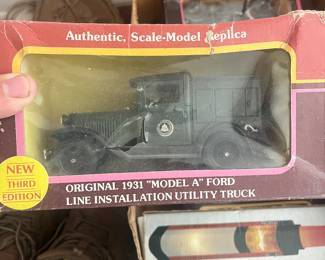 Authentic, Scale-Model Replica
NEW
THIRD
EDITION
ORIGINAL 1931 "MODEL A" FORD
LINE INSTALLATION UTILITY TRUCK